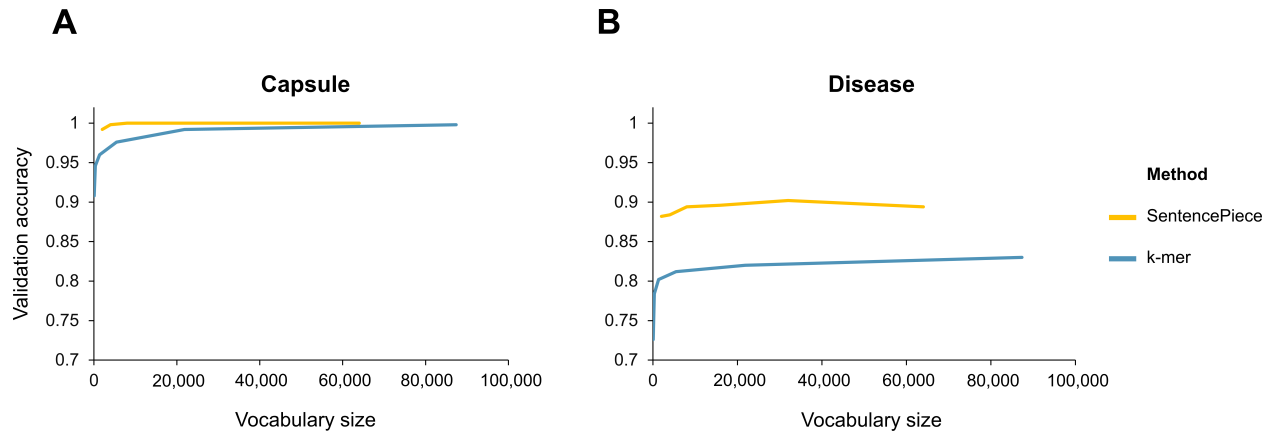 A
Capsule
Validation accuracy
1
0.95
0.9
0.85
0.8
0.75
0.7
0 20,000 40,000 60,000 80,000 100,000
Vocabulary size
B
Disease
1
0.95
0.9
0.85
0.8
0.75
0.7
0 20,000 40,000 60,000 80,000 100,000
Vocabulary size
Method
SentencePiece
k-mer